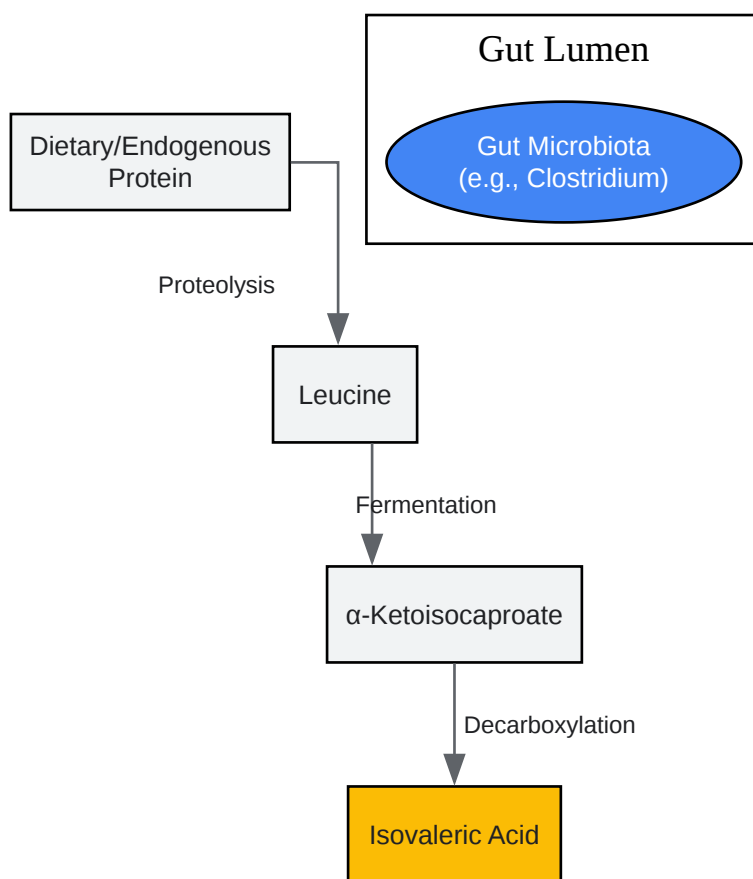 Gut Lumen
Gut Microbiota
(e.g., Clostridium)
Dietary/Endogenous
Protein
Proteolysis
Leucine
Fermentation
α-Ketoisocaproate
Decarboxylation
Isovaleric Acid